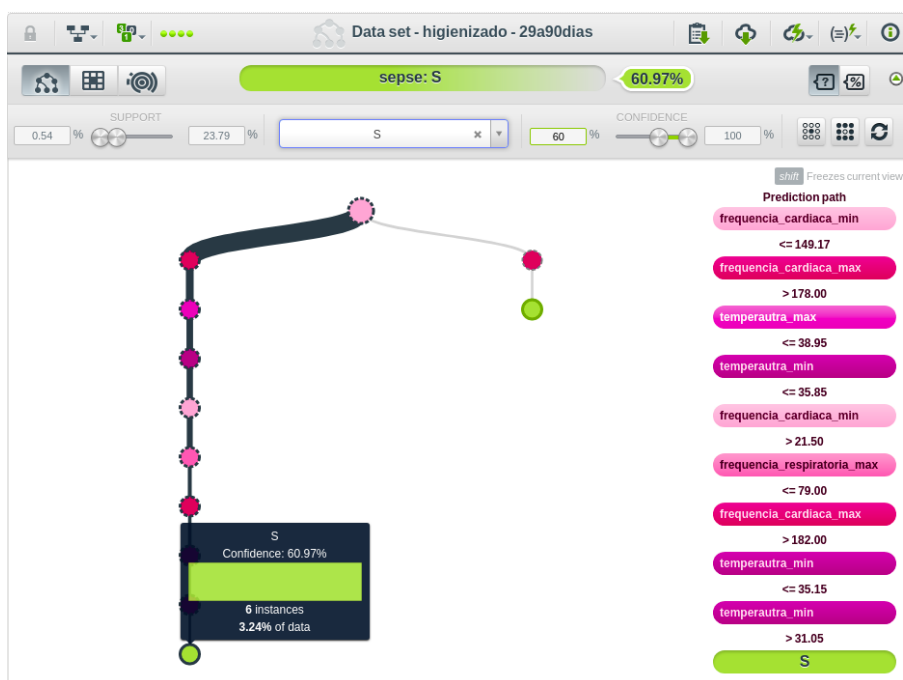 Data set - higienizado - 29a90dias
sepse: S
60.97%
SUPPORT
0.54 % 23.79 %
S
CONFIDENCE
60 % 100 %
shift Freezes current view
Prediction path
frequencia_cardiaca_min
<= 149.17
frequencia_cardiaca_max
> 178.00
temperautra_max
<= 38.95
temperautra_min
<= 35.85
frequencia_cardiaca_min
> 21.50
frequencia_respiratoria_max
<= 79.00
frequencia_cardiaca_max
> 182.00
temperautra_min
<= 35.15
temperautra_min
> 31.05
S
S
Confidence: 60.97%
6 instances
3.24% of data